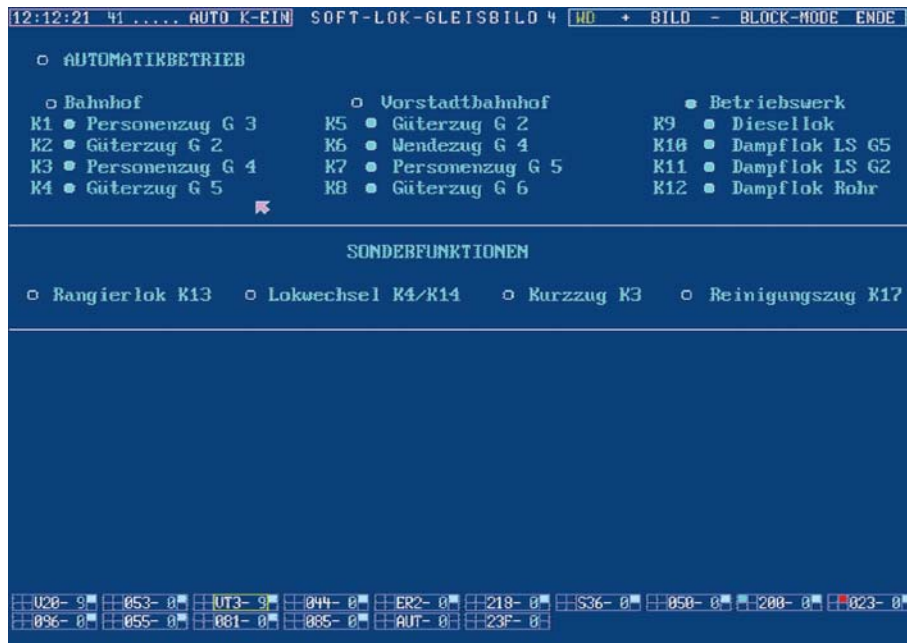 12:12:21 41 ..... AUTO K-EIN SOFT-LOK-GLEISBILD 4 WD + BILD - BLOCK-MODE ENDE
AUTOMATIKBETRIEB
Bahnhof Vorstadtbahnhof Betriebswerk
K1 Personenzug G 3 K5 Güterzug G 2 K9 Diesellok
K2 Güterzug G 2 K6 Wendezug G 4 K10 Dampflok LS G5
K3 Personenzug G 4 K7 Personenzug G 5 K11 Dampflok LS G2
K4 Güterzug G 5 K8 Güterzug G 6 K12 Dampflok Rohr
SONDERFUNKTIONEN
Rangierlok K13 Lokwechsel K4/K14 Kurzzug K3 Reinigungszug K17
V20- 9 053- 0 VT3- 9 044- 0 ER2- 0 218- 0 S36- 0 050- 0 200- 0 023- 0
096- 0 055- 0 081- 0 085- 0 AUT- 0 23F- 0